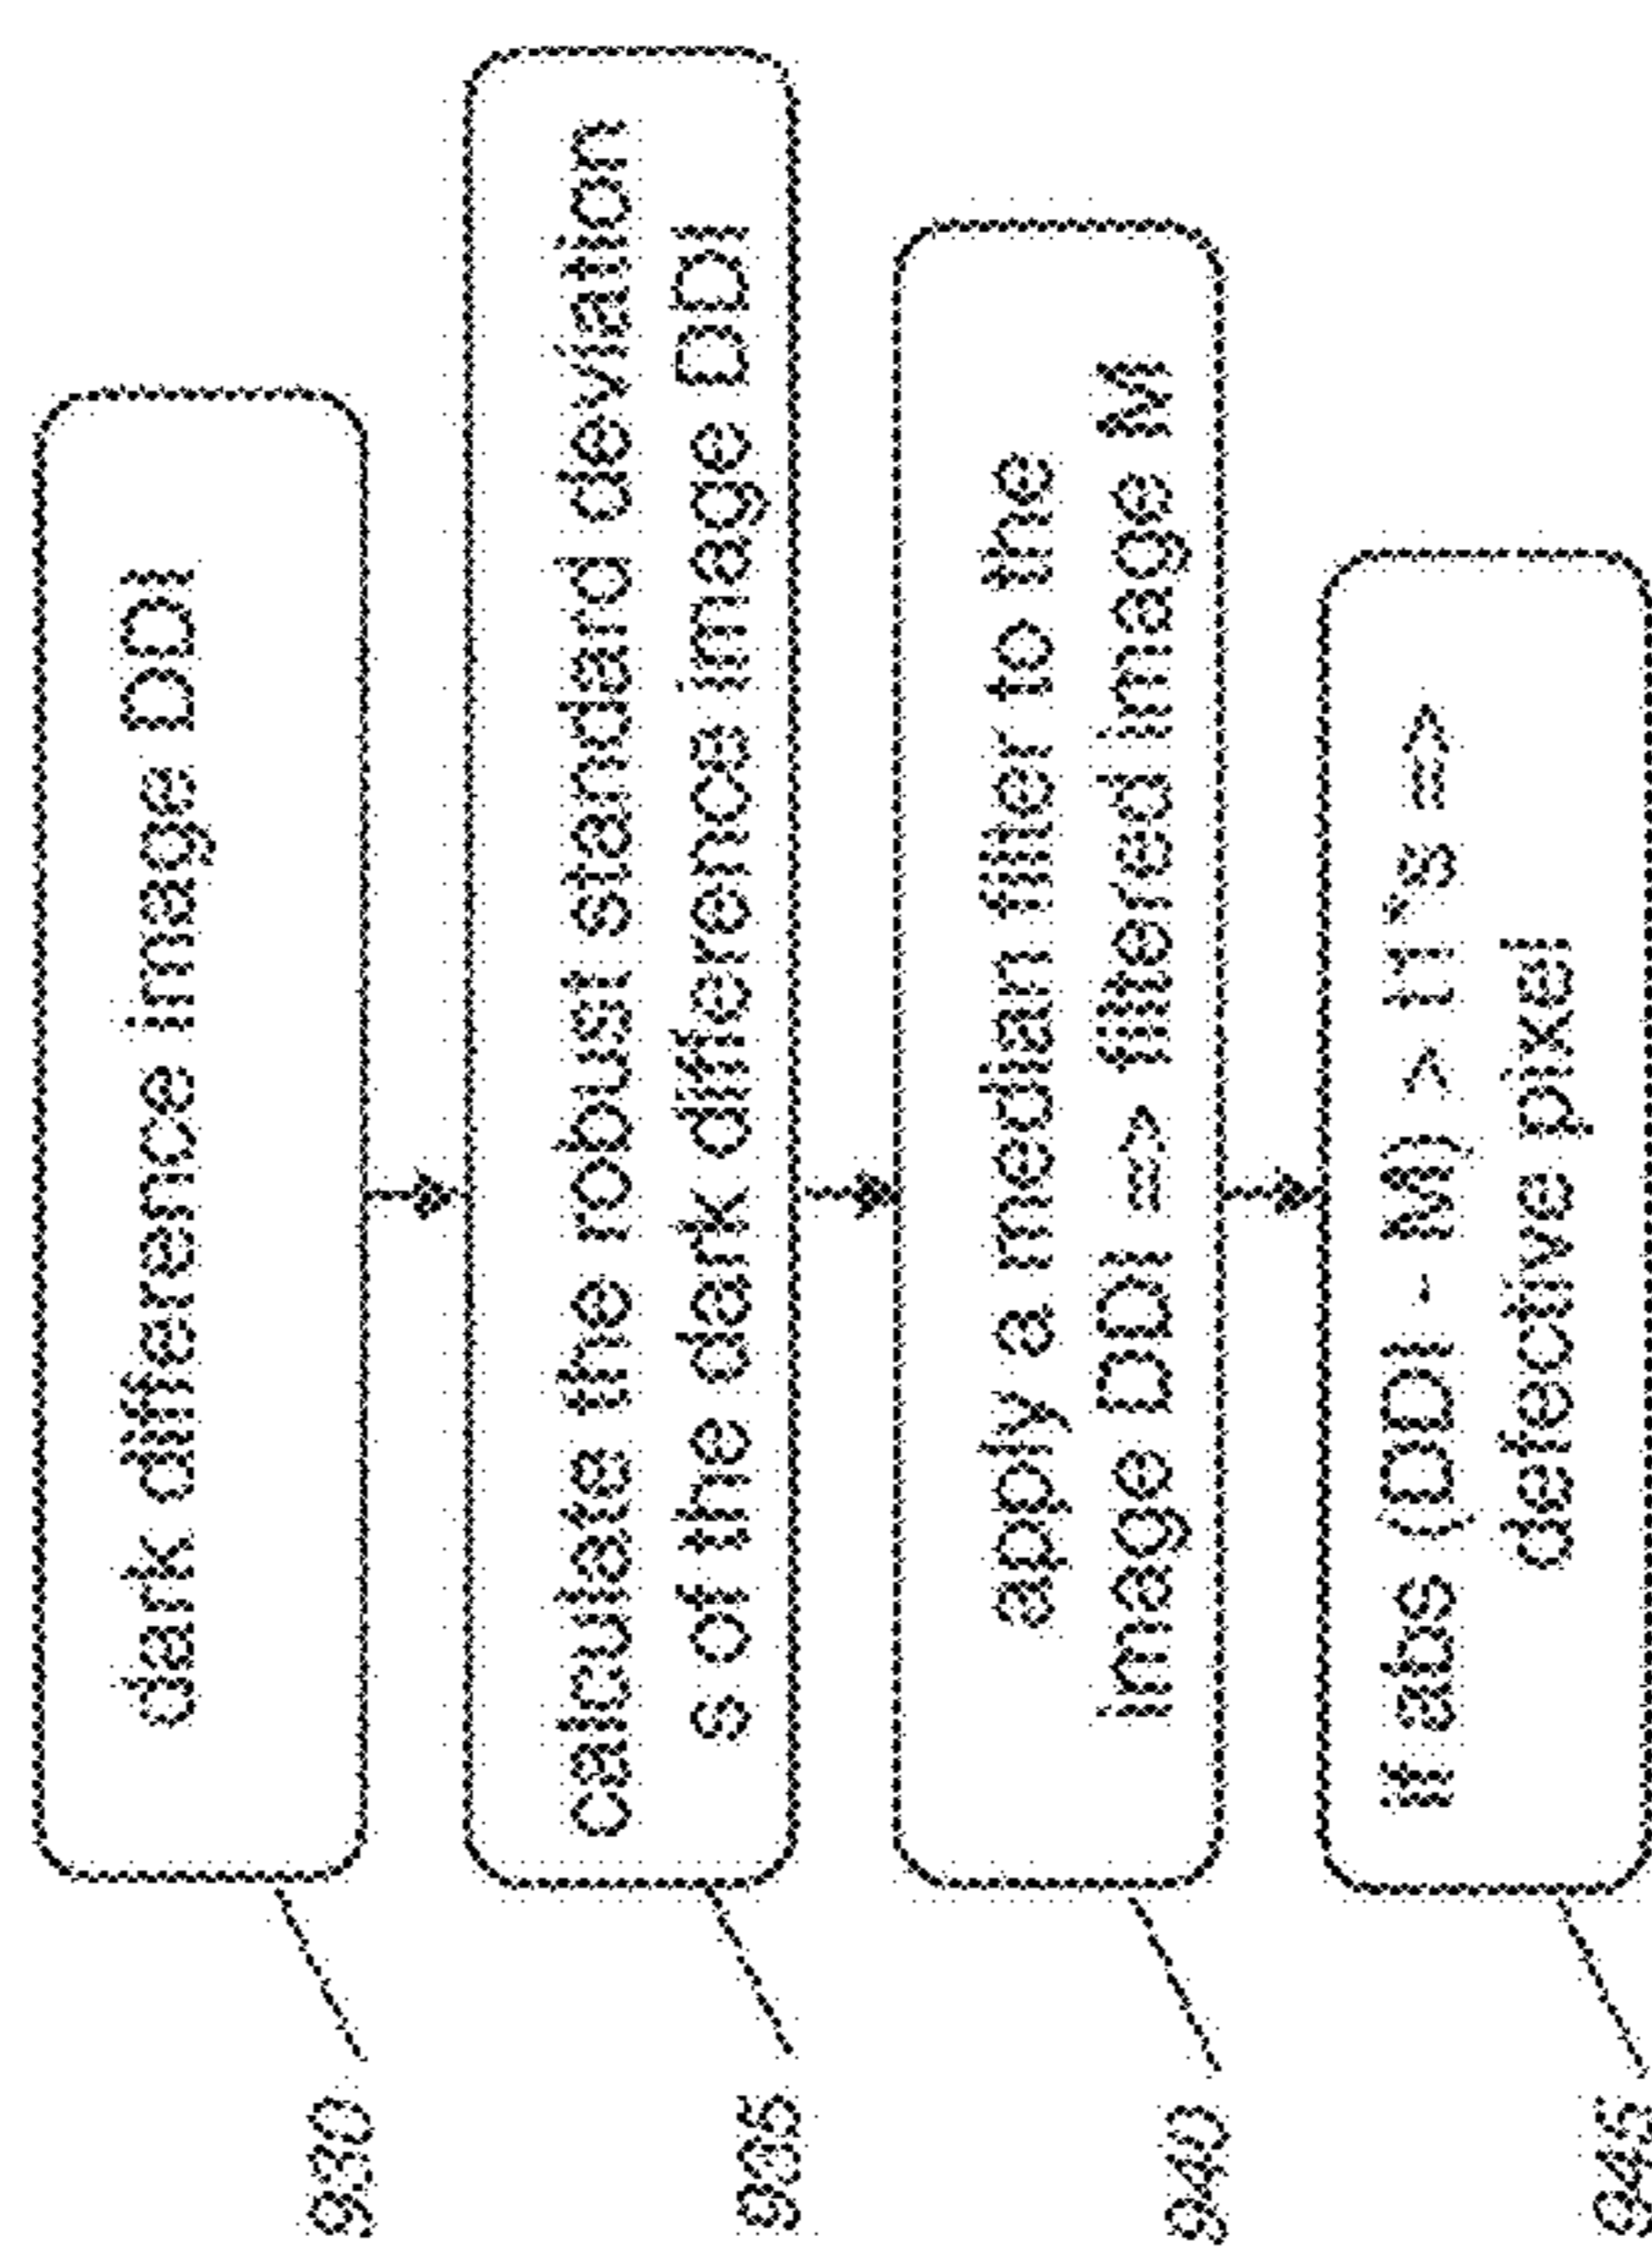 930
dark difference image DDI
935
calculate the robust standard deviation
s of the dark difference image DDI
940
apply a median filter to the
image DDI => filtered image M
945
if abs (DDI - M) > t1*s =>
defective pixel